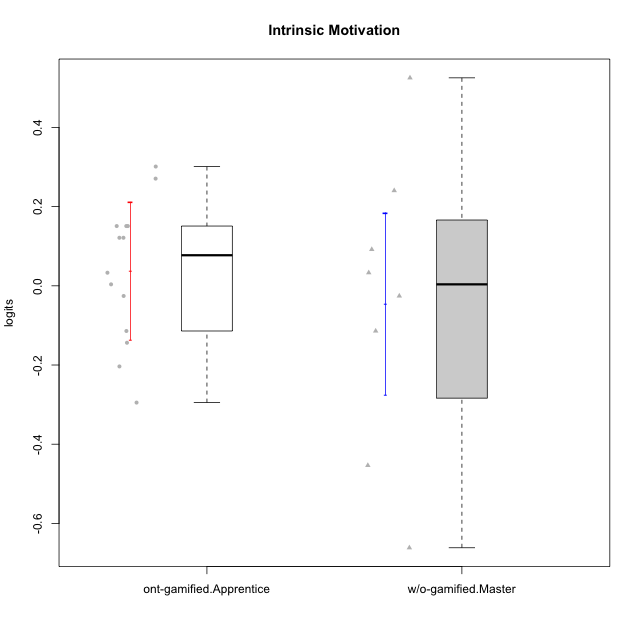 Intrinsic Motivation
logits
0.4
0.2
0.0
-0.2
-0.4
-0.6
ont-gamified.Apprentice
w/o-gamified.Master